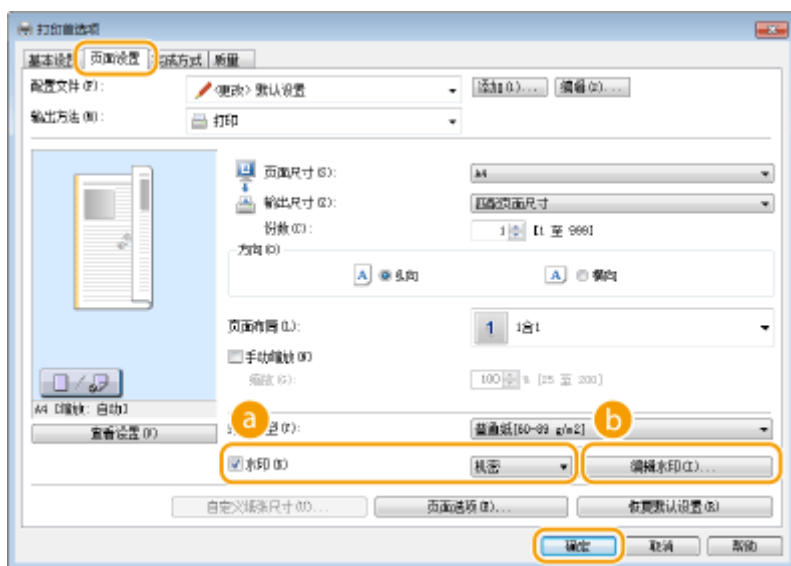 打印首选项
基本设置 页面设置 完成方式 质量
配置文件(F): <更改> 默认设置 添加(1)... 编辑(2)...
输出方法(M): 打印
页面尺寸(S): A4
输出尺寸(Z): 匹配页面尺寸
份数(C): 1 [1 至 999]
方向(O)
A 纵向 A 横向
页面布局(L): 1 1合1
手动缩放(N)
缩放(G): 100 % [25 至 200]
A4 [缩放: 自动]
a b
查看设置(V) 型(P): 普通纸[60-89 g/m2]
水印(K) 机密 编辑水印(I)...
自定义纸张尺寸(U)... 页面选项(A)... 恢复默认设置(R)
确定 取消 帮助